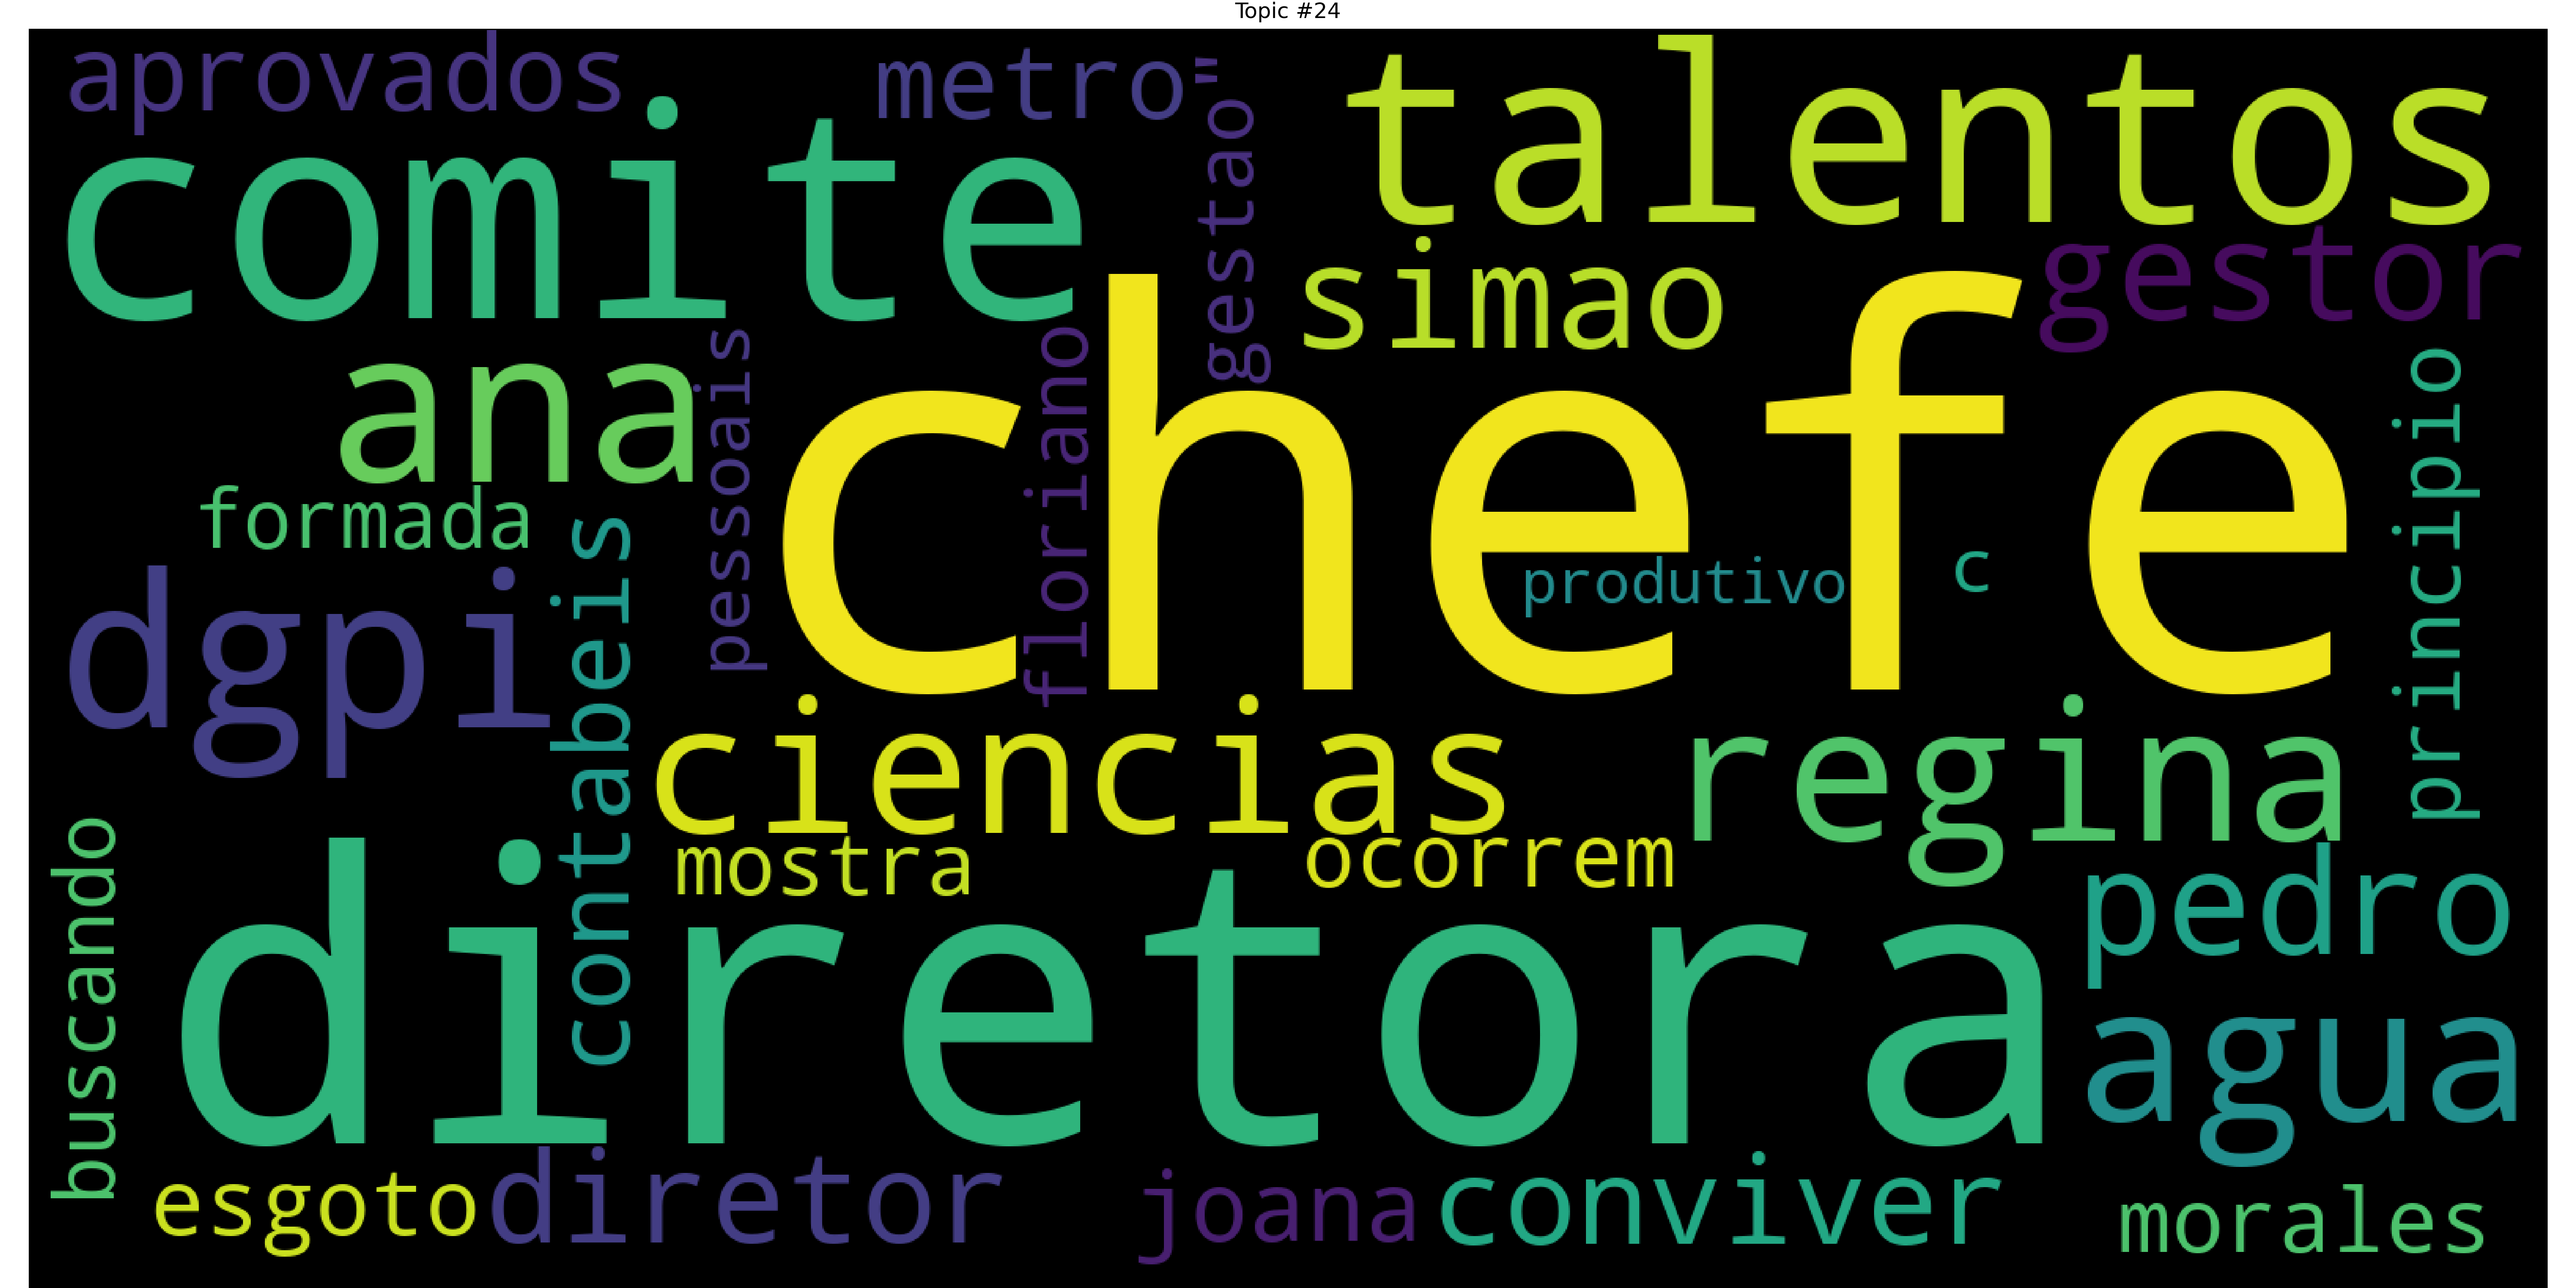 Topic #24
aprovados
metro
gestao"
talentos
comite
simao
gestor
ana
pessoais
floriano
chefe
principio
formada
contabeis
produtivo
c
dgpi
ciencias
regina
buscando
mostra
ocorrem
pedro
diretora
agua
esgoto
diretor
joana
conviver
morales